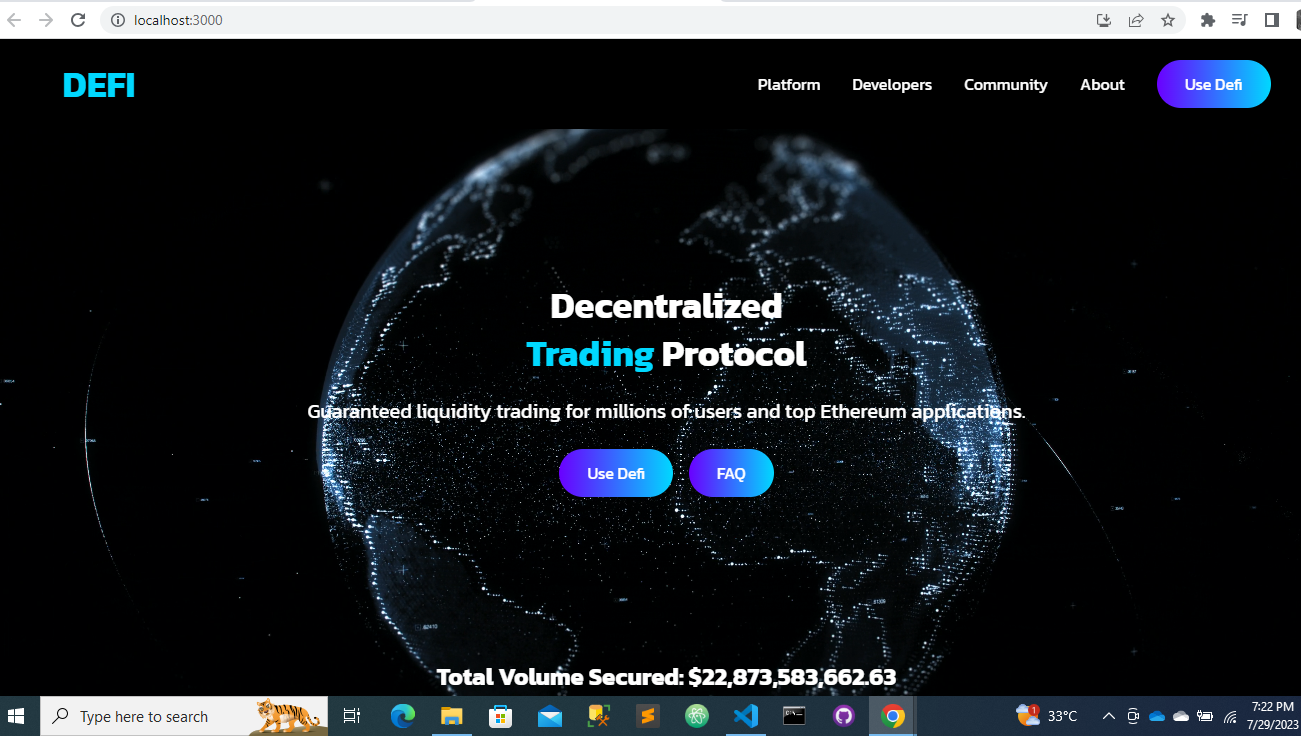 localhost:3000
DEFI
Platform Developers Community About Use Defi
Decentralized
Trading Protocol
Guaranteed liquidity trading for millions of users and top Ethereum applications.
Use Defi FAQ
Total Volume Secured: $22,873,583,662.63
Type here to search
1
33°C
7:22 PM
7/29/2023